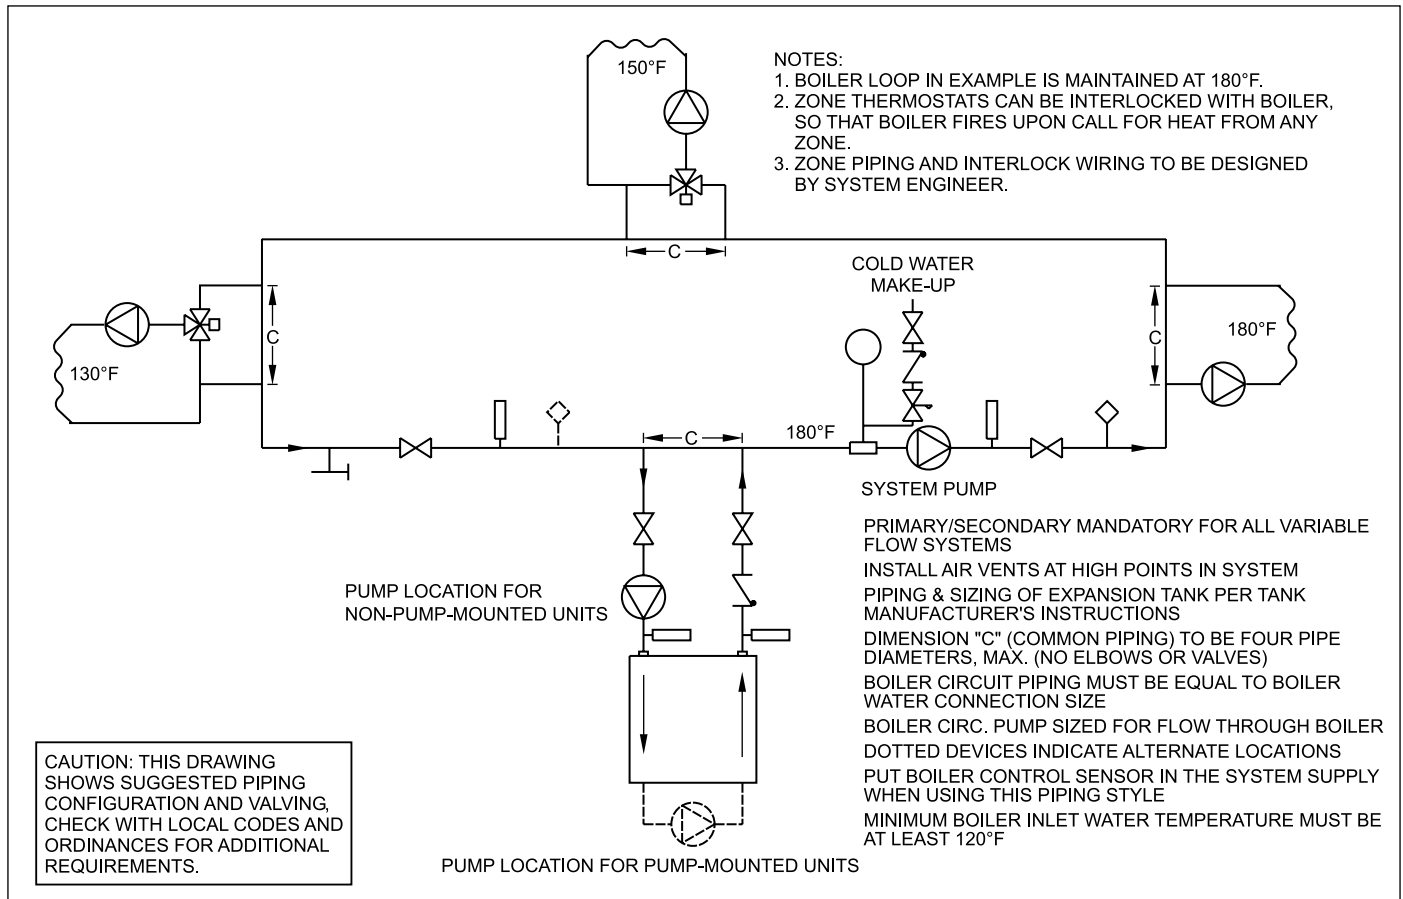 150°F
NOTES:
1. BOILER LOOP IN EXAMPLE IS MAINTAINED AT 180°F.
2. ZONE THERMOSTATS CAN BE INTERLOCKED WITH BOILER,
SO THAT BOILER FIRES UPON CALL FOR HEAT FROM ANY
ZONE.
3. ZONE PIPING AND INTERLOCK WIRING TO BE DESIGNED
BY SYSTEM ENGINEER.
C
COLD WATER
MAKE-UP
130°F
C
C
180°F
C
180°F
SYSTEM PUMP
PUMP LOCATION FOR
NON-PUMP-MOUNTED UNITS
PRIMARY/SECONDARY MANDATORY FOR ALL VARIABLE
FLOW SYSTEMS
INSTALL AIR VENTS AT HIGH POINTS IN SYSTEM
PIPING & SIZING OF EXPANSION TANK PER TANK
MANUFACTURER'S INSTRUCTIONS
DIMENSION "C" (COMMON PIPING) TO BE FOUR PIPE
DIAMETERS, MAX. (NO ELBOWS OR VALVES)
BOILER CIRCUIT PIPING MUST BE EQUAL TO BOILER
WATER CONNECTION SIZE
BOILER CIRC. PUMP SIZED FOR FLOW THROUGH BOILER
DOTTED DEVICES INDICATE ALTERNATE LOCATIONS
PUT BOILER CONTROL SENSOR IN THE SYSTEM SUPPLY
WHEN USING THIS PIPING STYLE
MINIMUM BOILER INLET WATER TEMPERATURE MUST BE
AT LEAST 120°F
CAUTION: THIS DRAWING
SHOWS SUGGESTED PIPING
CONFIGURATION AND VALVING,
CHECK WITH LOCAL CODES AND
ORDINANCES FOR ADDITIONAL
REQUIREMENTS.
PUMP LOCATION FOR PUMP-MOUNTED UNITS